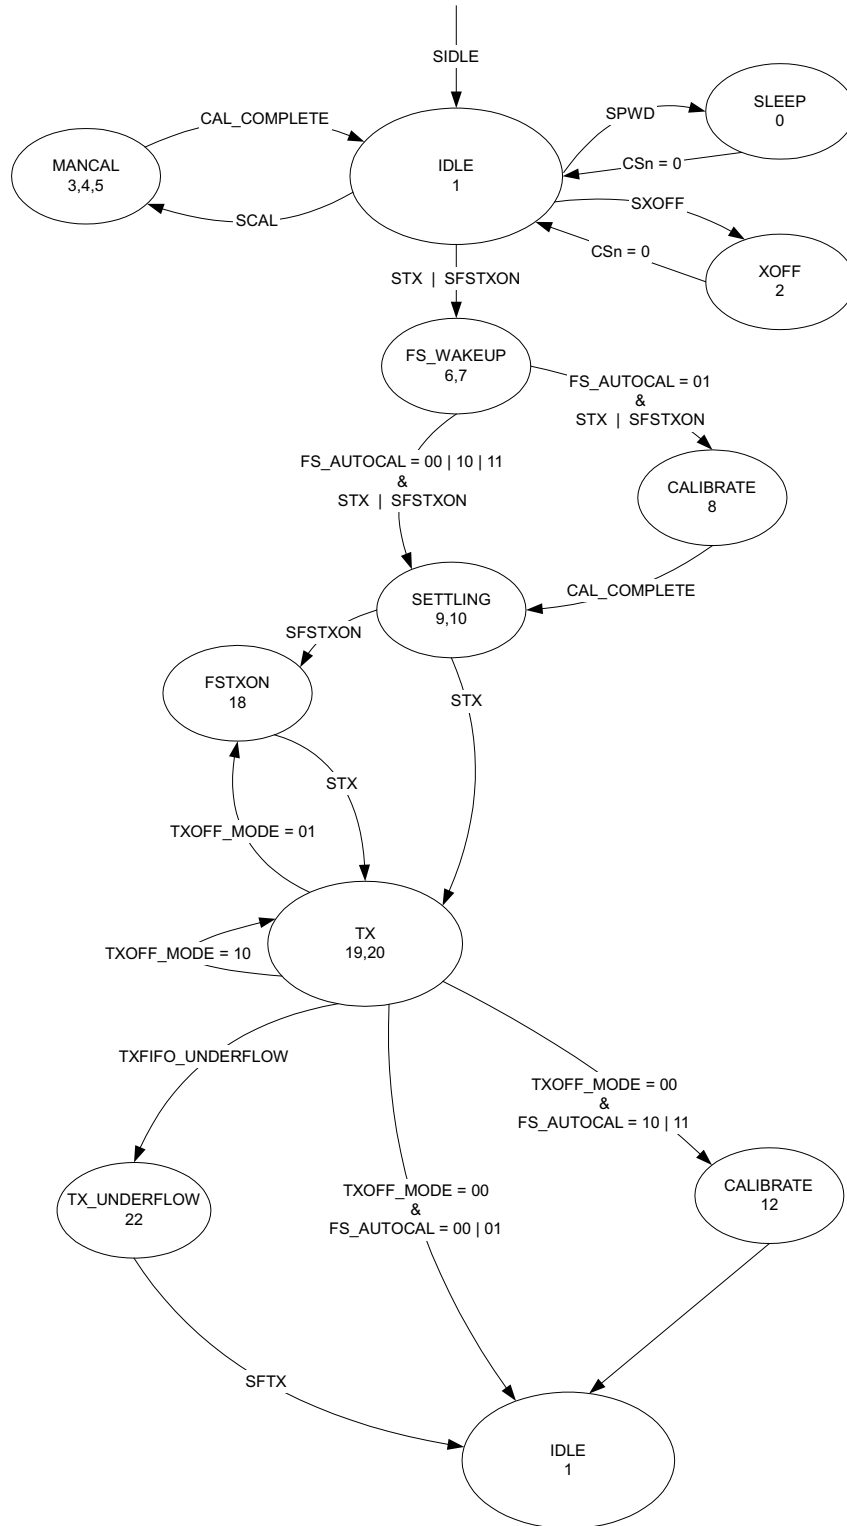 SIDLE
SLEEP
0
SPWD
CAL_COMPLETE
MANCAL
3,4,5
IDLE
1
CSn = 0
SCAL
SXOFF
CSn = 0
XOFF
2
STX | SFSTXON
FS_WAKEUP
6,7
FS_AUTOCAL = 01
&
STX | SFSTXON
FS_AUTOCAL = 00 | 10 | 11
&
STX | SFSTXON
CALIBRATE
8
SETTLING
9,10
CAL_COMPLETE
SFSTXON
FSTXON
18
STX
STX
TXOFF_MODE = 01
TX
19,20
TXOFF_MODE = 10
TXFIFO_UNDERFLOW
TXOFF_MODE = 00
&
FS_AUTOCAL = 10 | 11
TX_UNDERFLOW
22
TXOFF_MODE = 00
&
FS_AUTOCAL = 00 | 01
CALIBRATE
12
SFTX
IDLE
1